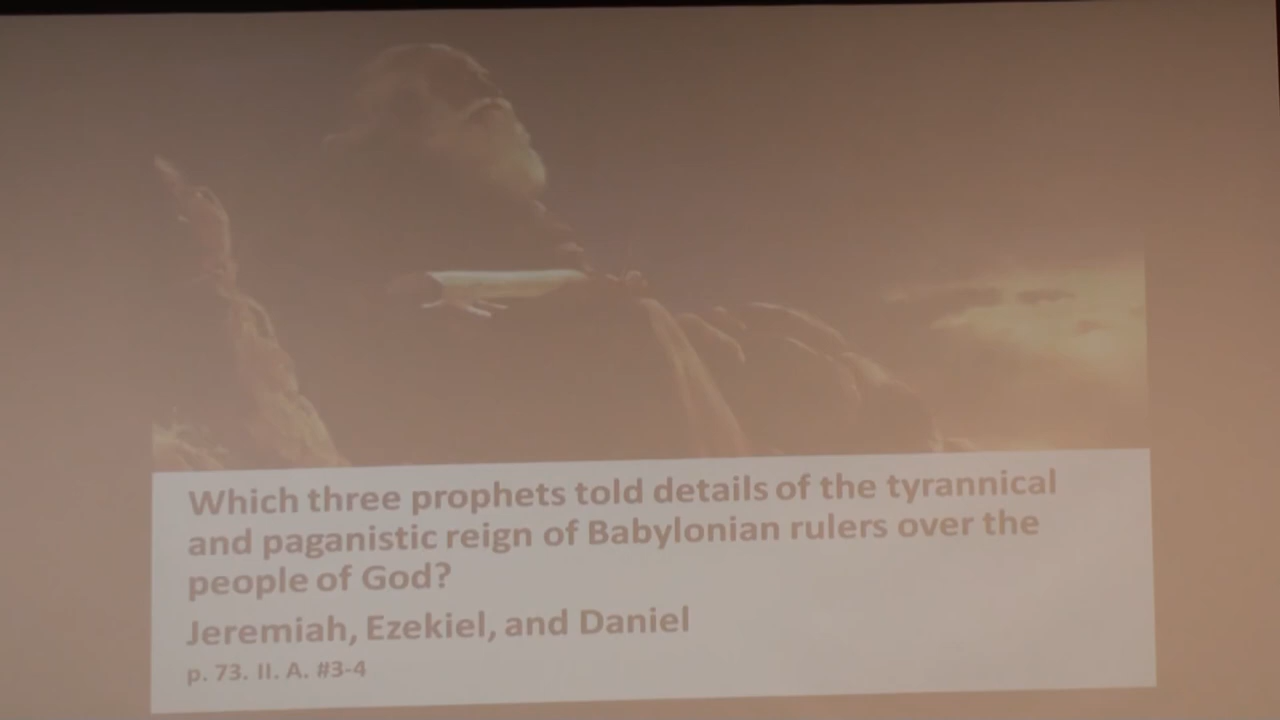 Which three prophets told details of the tyrannical
and paganistic reign of Babylonian rulers over the
people of God?
Jeremiah, Ezekiel, and Daniel
p. 73. II. A. #3-4